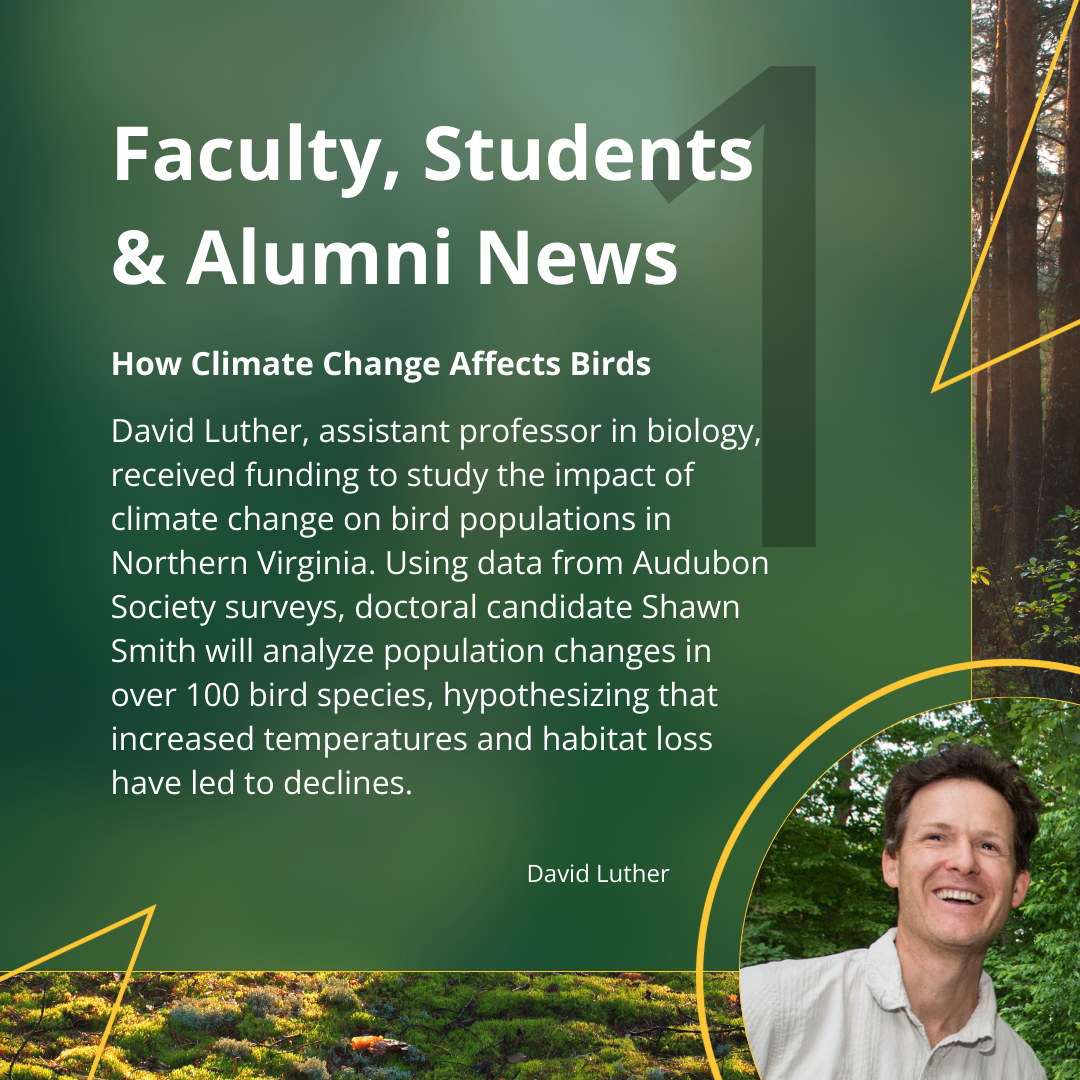 1
Faculty, Students
& Alumni News
How Climate Change Affects Birds
David Luther, assistant professor in biology,
received funding to study the impact of
climate change on bird populations in
Northern Virginia. Using data from Audubon
Society surveys, doctoral candidate Shawn
Smith will analyze population changes in
over 100 bird species, hypothesizing that
increased temperatures and habitat loss
have led to declines.
David Luther